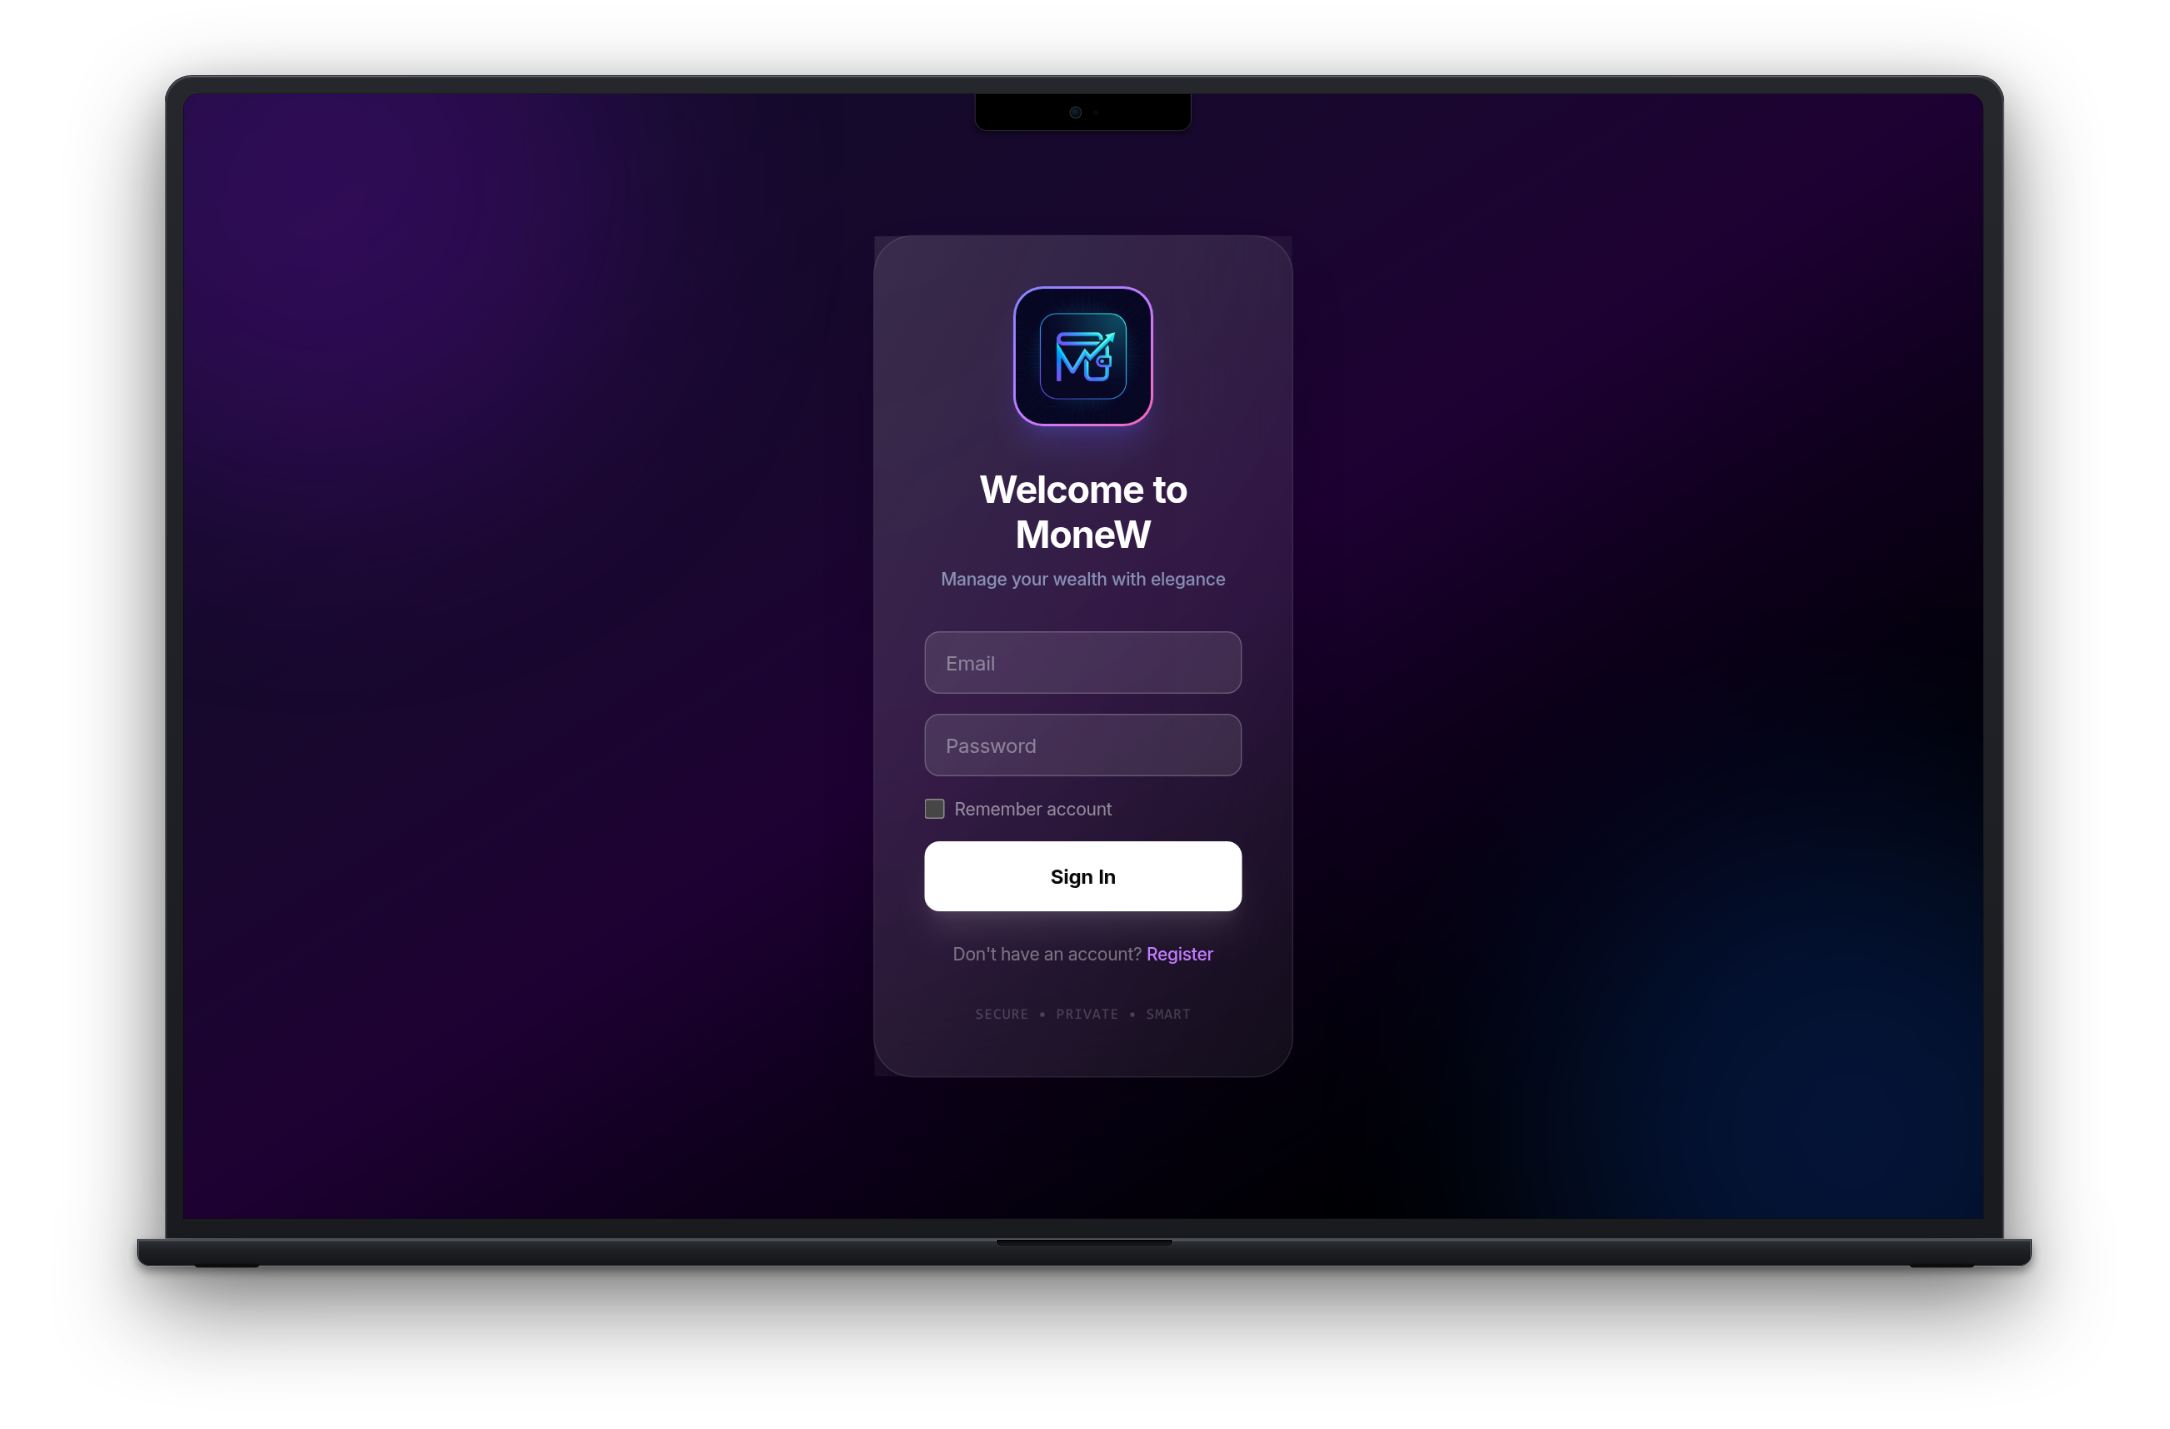 Welcome to
MoneW
Manage your wealth with elegance
Email
Password
Remember account
Sign In
Don't have an account? Register
SECURE • PRIVATE • SMART